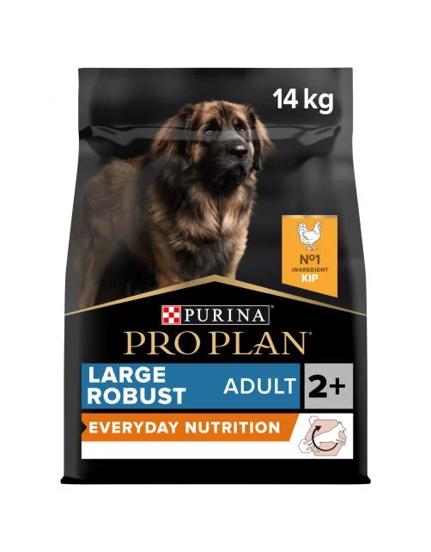 14 kg
Nº1
INGREDIENT
KIP
PURINA
PRO PLAN
LARGE
ROBUST
ADULT
2+
EVERYDAY NUTRITION